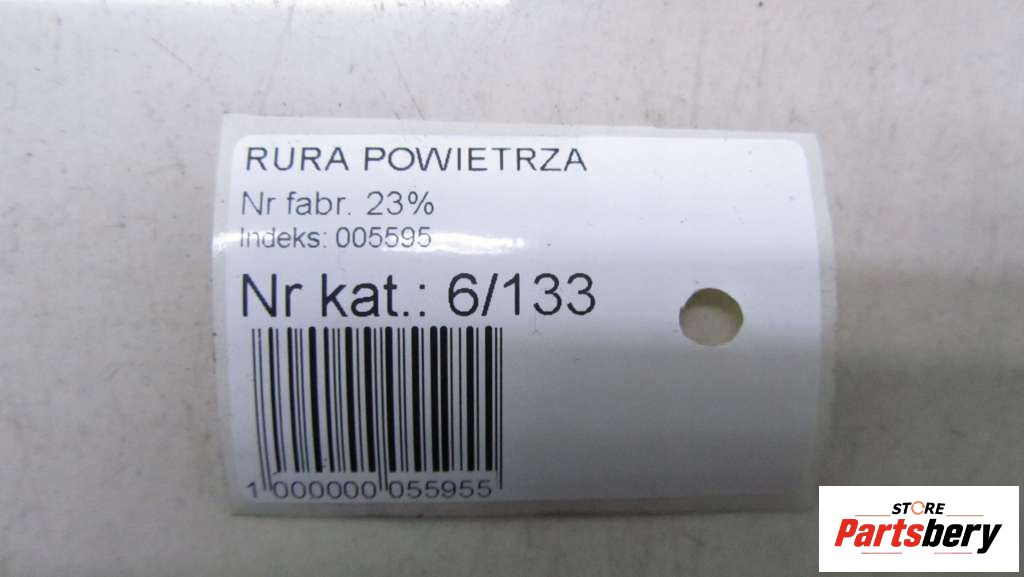 RURA POWIETRZA
Nr fabr. 23%
Indeks: 005595
Nr kat.: 6/133
1 000000 055955
STORE
Partsbery